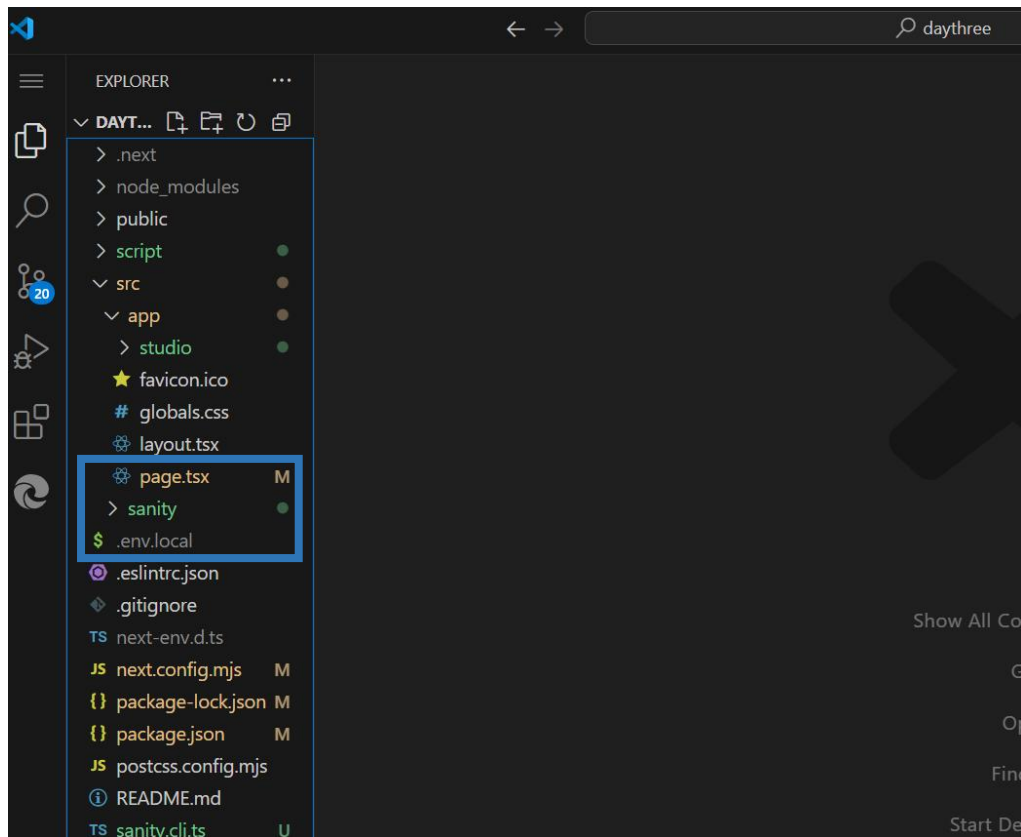 daythree
EXPLORER
DAYT...
.next
node_modules
public
script
src
20
app
studio
favicon.ico
# globals.css
layout.tsx
page.tsx M
sanity
$ .env.local
.eslintrc.json
.gitignore
TS next-env.d.ts
JS next.config.mjs M
{} package-lock.json M
{} package.json M
JS postcss.config.mjs
README.md
TS sanity.cli.ts U
Show All Co
G
Op
Find
Start De